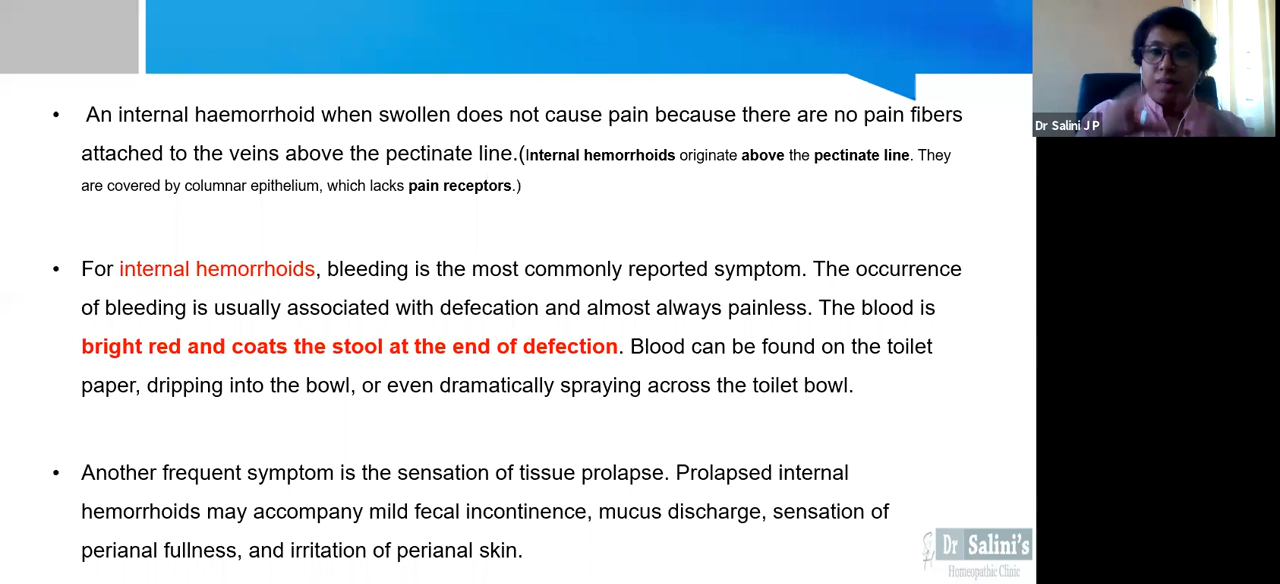 • An internal haemorrhoid when swollen does not cause pain because there are no pain fibers
attached to the veins above the pectinate line.(Internal hemorrhoids originate above the pectinate line. They
are covered by columnar epithelium, which lacks pain receptors.)
• For internal hemorrhoids, bleeding is the most commonly reported symptom. The occurrence
of bleeding is usually associated with defecation and almost always painless. The blood is
bright red and coats the stool at the end of defection. Blood can be found on the toilet
paper, dripping into the bowl, or even dramatically spraying across the toilet bowl.
• Another frequent symptom is the sensation of tissue prolapse. Prolapsed internal
hemorrhoids may accompany mild fecal incontinence, mucus discharge, sensation of
perianal fullness, and irritation of perianal skin.
Dr Salini J P
Dr Salini's
Homeopathic Clinic